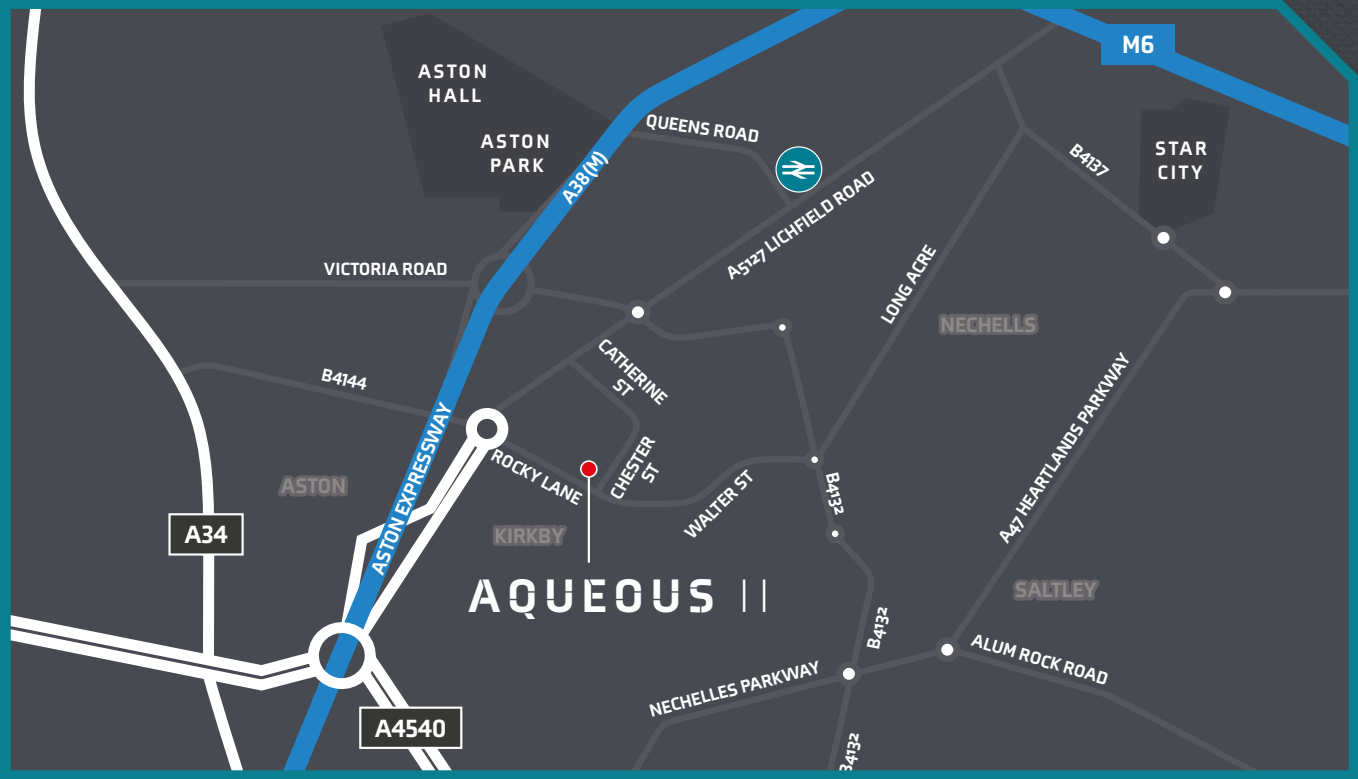 M6
ASTON
HALL
ASTON
PARK
QUEENS ROAD
A38(M)
B4137
STAR
CITY
A5127 LICHFIELD ROAD
VICTORIA ROAD
LONG ACRE
NECHELLS
CATHERINE
ST
B4144
A47 HEARTLANDS PARKWAY
ASTON EXPRESSWAY
ROCKY LANE
CHESTER
ST
ASTON
WALTER ST
B4132
A34
KIRKBY
AQUEOUS II
SALTLEY
B4132
ALUM ROCK ROAD
NECHELLES PARKWAY
A4540
B4132